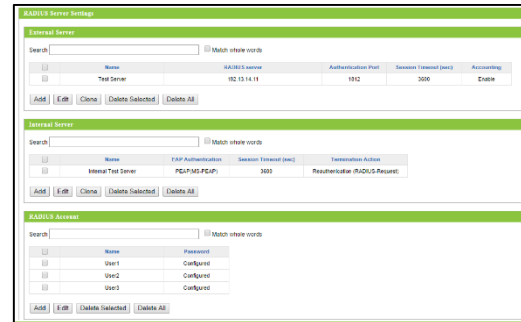 RADIUS Server Settings
External Server
Search Match whole words
Name RADIUS server Authentication Port Session Timeout (sec) Accounting
Test Server 192.13.14.11 1812 3600 Enable
Add Edit Clone Delete Selected Delete All
Internal Server
Search Match whole words
Name EAP Authentication Session Timeout (sec) Termination Action
Internal Test Server PEAP(MS-PEAP) 3600 Reauthenication (RADIUS-Request)
Add Edit Clone Delete Selected Delete All
RADIUS Account
Search Match whole words
Name Password
User1 Configured
User2 Configured
User3 Configured
Add Edit Delete Selected Delete All